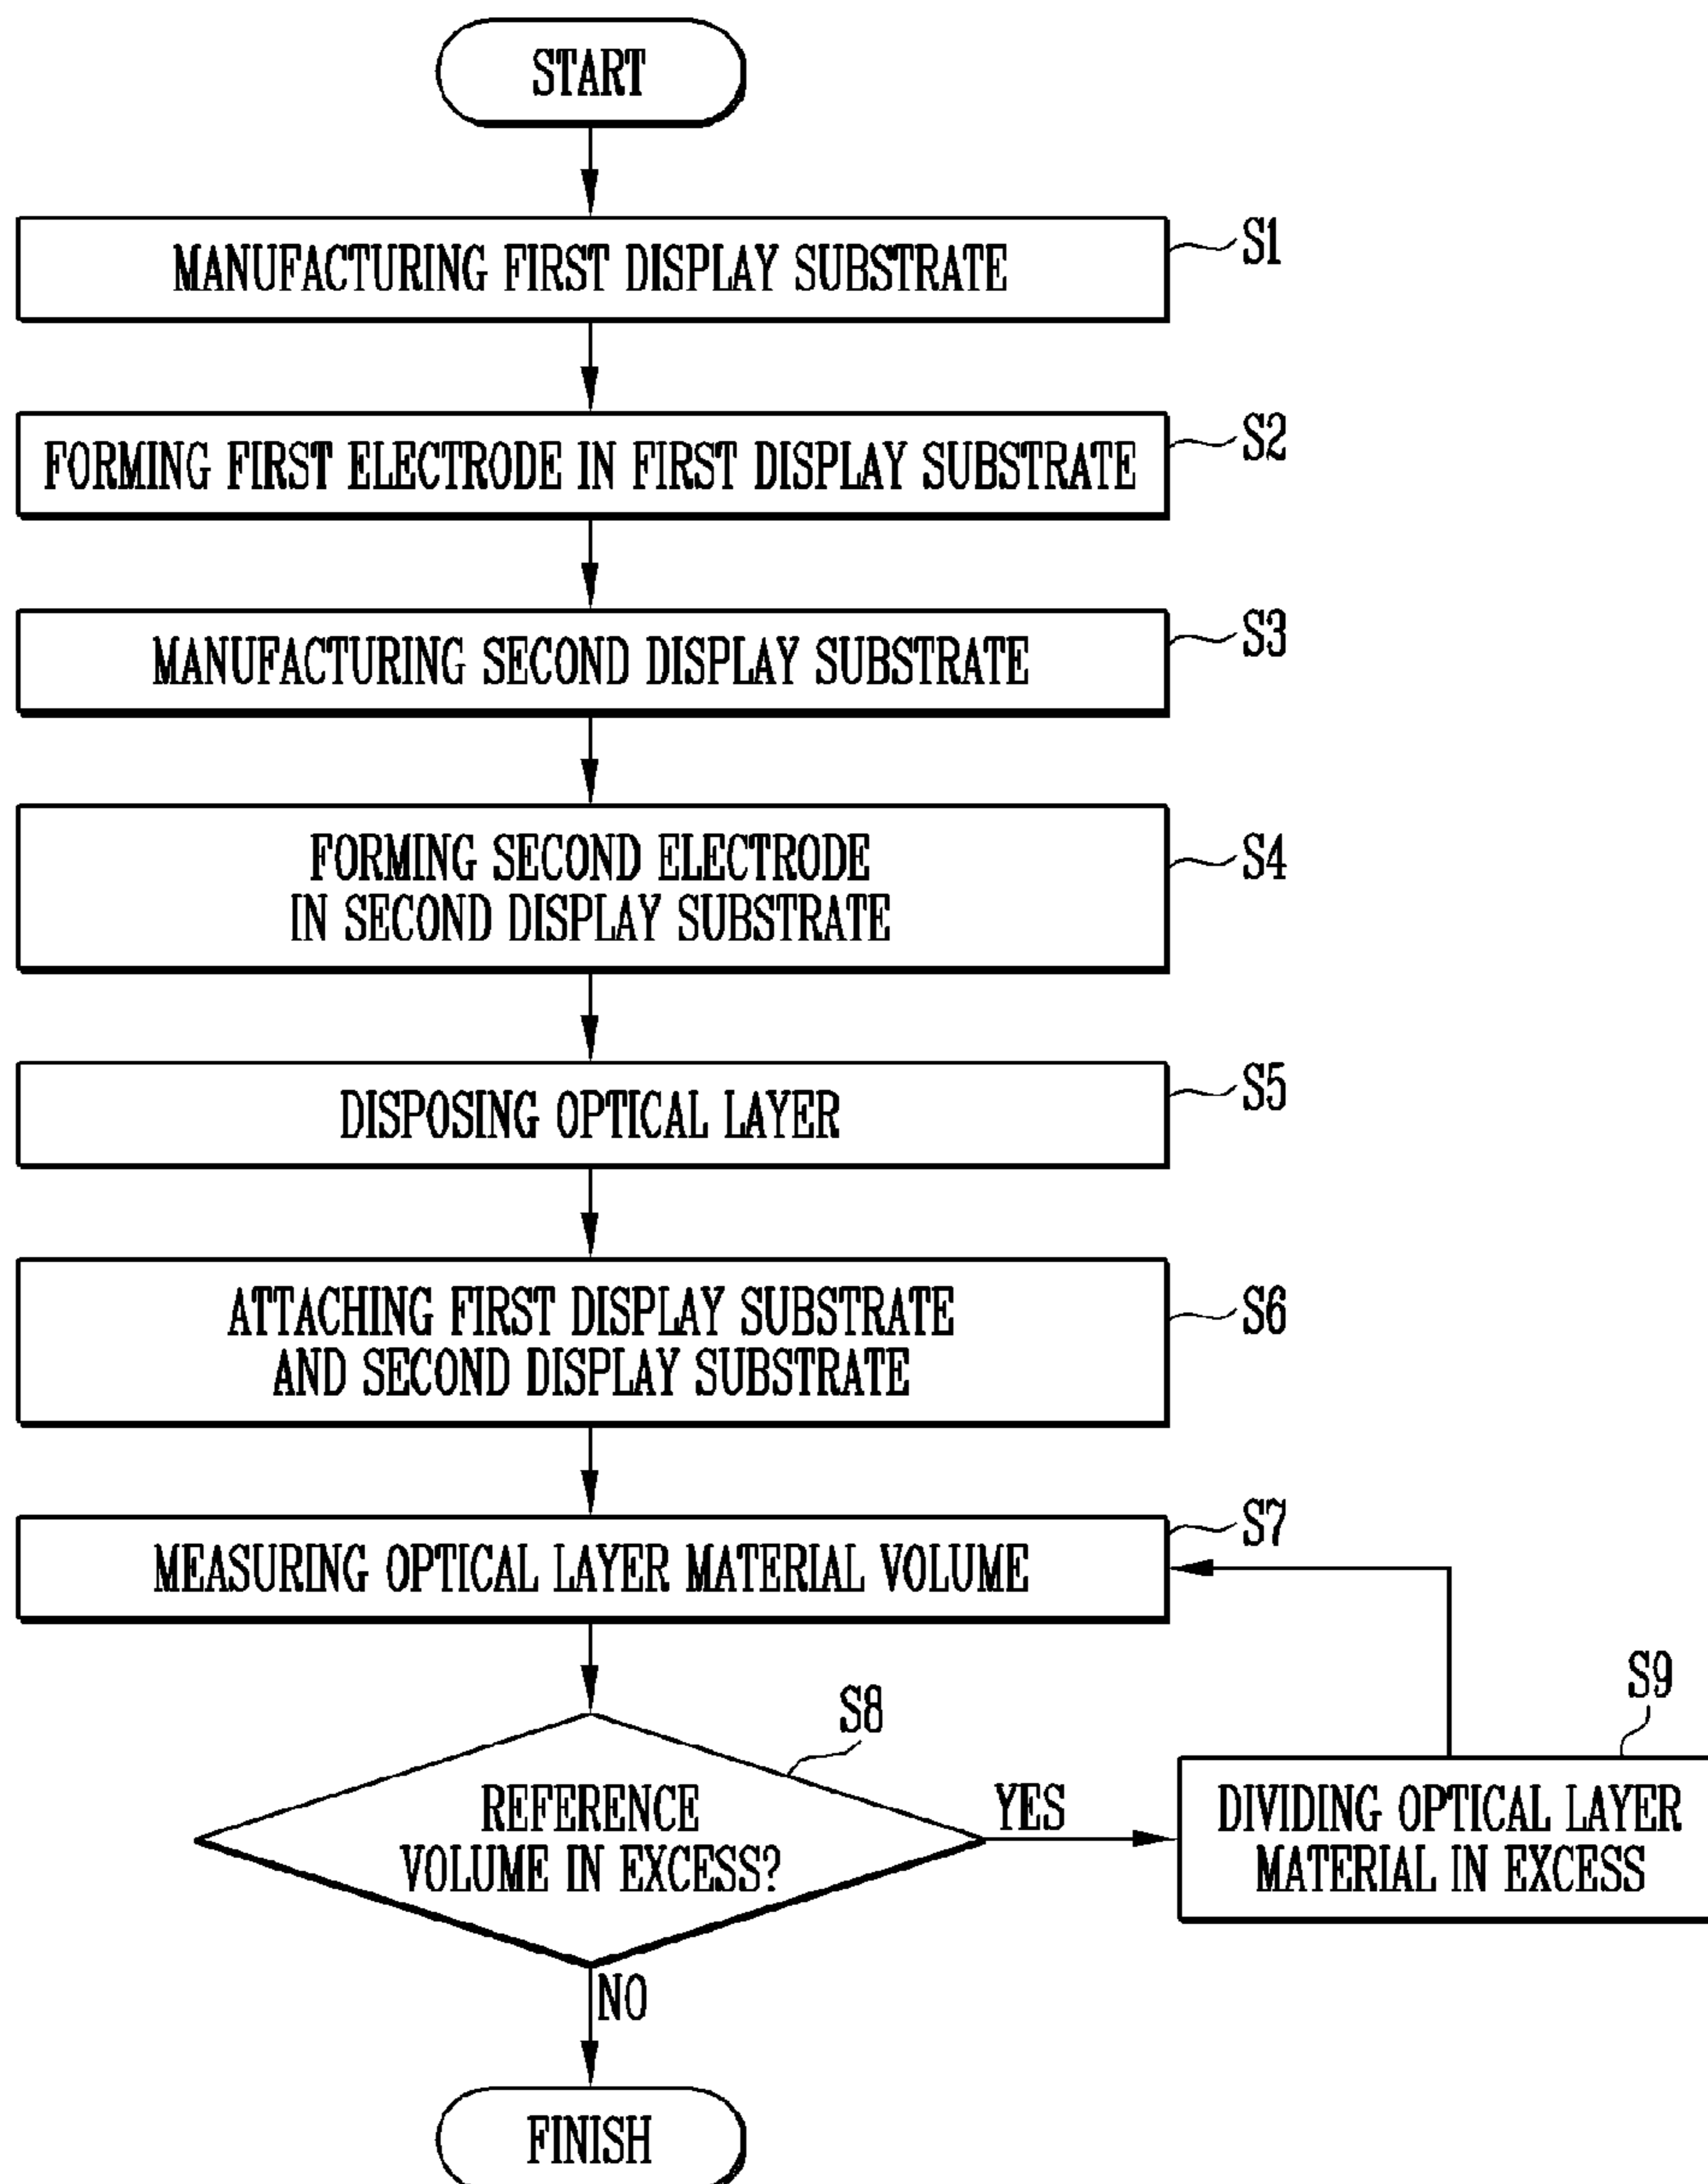 START
MANUFACTURING FIRST DISPLAY SUBSTRATE
S1
FORMING FIRST ELECTRODE IN FIRST DISPLAY SUBSTRATE
S2
MANUFACTURING SECOND DISPLAY SUBSTRATE
S3
FORMING SECOND ELECTRODE
IN SECOND DISPLAY SUBSTRATE
S4
DISPOSING OPTICAL LAYER
S5
ATTACHING FIRST DISPLAY SUBSTRATE
AND SECOND DISPLAY SUBSTRATE
S6
MEASURING OPTICAL LAYER MATERIAL VOLUME
S7
REFERENCE
VOLUME IN EXCESS?
S8
YES
DIVIDING OPTICAL LAYER
MATERIAL IN EXCESS
S9
NO
FINISH